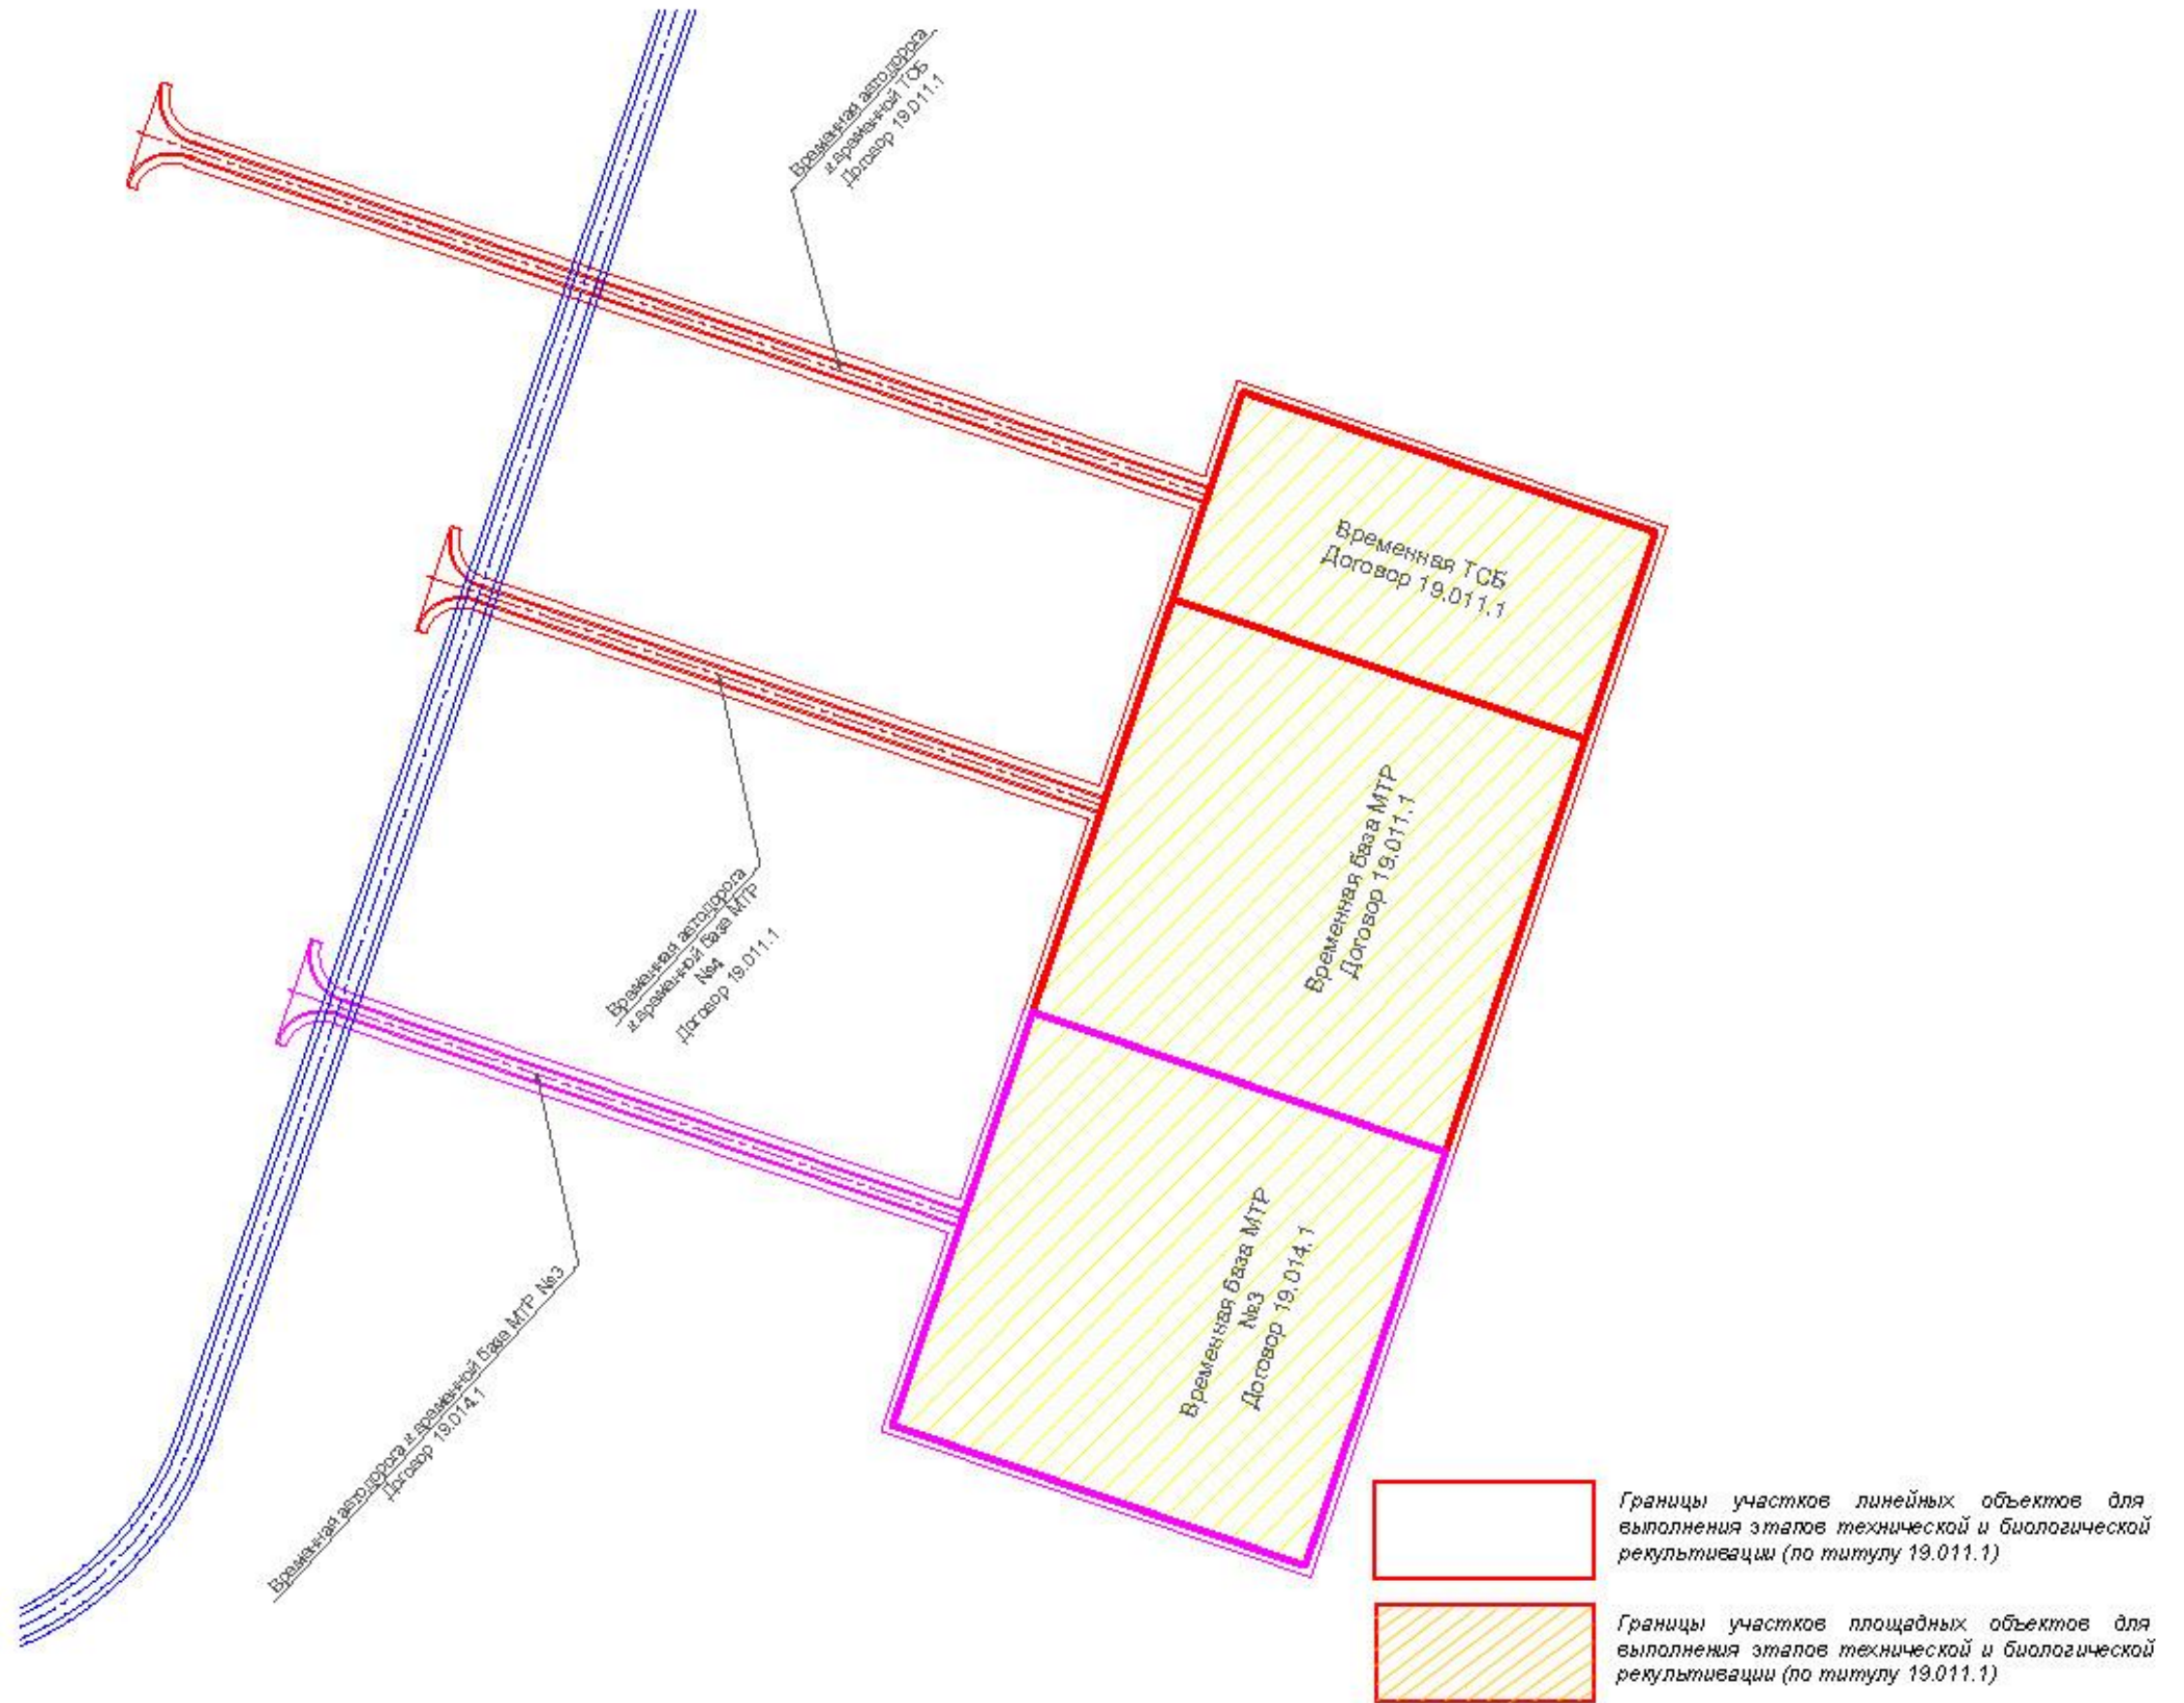 Временная автодорога
к временной ТСБ
Договор 19.011.1
Временная ТСБ
Договор 19.011.1
Временная база МТР
Договор 19.011.1
Временная автодорога
к временной база МТР
№4
Договор 19.011.1
Временная база МТР
№3
Договор 19.014.1
Временная автодорога к временной база МТР №3
Договор 19.014.1
Границы участков линейных объектов для
выполнения этапов технической и биологической
рекультивации (по титулу 19.011.1)
Границы участков площадных объектов для
выполнения этапов технической и биологической
рекультивации (по титулу 19.011.1)